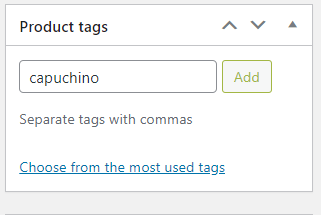 Product tags
capuchino Add
Separate tags with commas
Choose from the most used tags